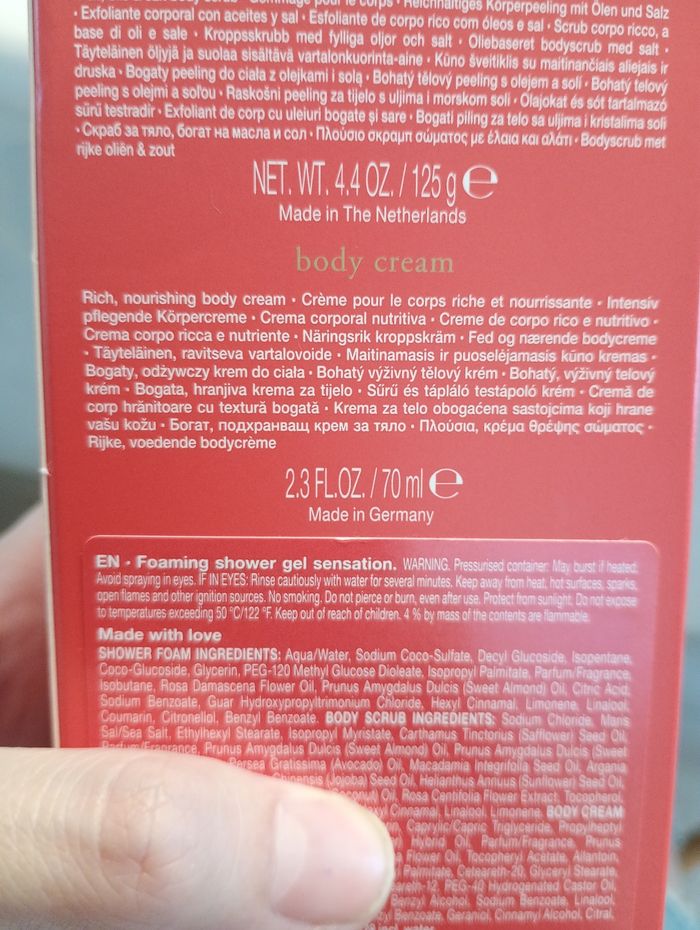 Reichhaltiges Körperpeeling mit Ölen und Salz
• Exfoliante corporal con aceites y sal • Esfoliante de corpo rico com óleos e sal • Scrub corpo ricco, a
base di oli e sale • Kroppsskrubb med fylliga oljor och salt • Oliebaseret bodyscrub med salt •
Täyteläinen öljyjä ja suolaa sisältävä vartalonkuorinta-aine • Kūno šveitiklis su maitinančiais aliejais ir
druska • Bogaty peeling do ciała z olejkami i solą • Bohatý tělový peeling s olejem a solí • Bohatý telový
peeling s olejmi a soľou • Raskošni peeling za tijelo s uljima i morskom soli • Olajokat és sót tartalmazó
sűrű testradír • Exfoliant de corp cu uleiuri bogate și sare • Bogati piling za telo sa uljima i kristalima soli
• Скраб за тяло, богат на масла и сол • Πλούσιο σκραμπ σώματος με έλαια και αλάτι • Bodyscrub met
rijke oliën & zout
NET. WT. 4.4 OZ. / 125 g ℮
Made in The Netherlands
body cream
Rich, nourishing body cream • Crème pour le corps riche et nourrissante • Intensiv
pflegende Körpercreme • Crema corporal nutritiva • Creme de corpo rico e nutritivo •
Crema corpo ricca e nutriente • Näringsrik kroppskräm • Fed og nærende bodycreme
• Täyteläinen, ravitseva vartalovoide • Maitinamasis ir puoselėjamasis kūno kremas •
Bogaty, odżywczy krem do ciała • Bohatý výživný tělový krém • Bohatý, výživný telový
krém • Bogata, hranjiva krema za tijelo • Sűrű és tápláló testápoló krém • Cremă de
corp hrănitoare cu textură bogată • Krema za telo obogaćena sastojcima koji hrane
vašu kožu • Богат, подхранващ крем за тяло • Πλούσια, κρέμα θρέψης σώματος •
Rijke, voedende bodycrème
2.3 FL.OZ. / 70 ml ℮
Made in Germany
EN • Foaming shower gel sensation. WARNING. Pressurised container: May burst if heated.
Avoid spraying in eyes. IF IN EYES: Rinse cautiously with water for several minutes. Keep away from heat, hot surfaces, sparks,
open flames and other ignition sources. No smoking. Do not pierce or burn, even after use. Protect from sunlight. Do not expose
to temperatures exceeding 50 °C/122 °F. Keep out of reach of children. 4 % by mass of the contents are flammable.
Made with love
SHOWER FOAM INGREDIENTS: Aqua/Water, Sodium Coco-Sulfate, Decyl Glucoside, Isopentane,
Coco-Glucoside, Glycerin, PEG-120 Methyl Glucose Dioleate, Isopropyl Palmitate, Parfum/Fragrance,
Isobutane, Rosa Damascena Flower Oil, Prunus Amygdalus Dulcis (Sweet Almond) Oil, Citric Acid,
Sodium Benzoate, Guar Hydroxypropyltrimonium Chloride, Hexyl Cinnamal, Limonene, Linalool,
Coumarin, Citronellol, Benzyl Benzoate. BODY SCRUB INGREDIENTS: Sodium Chloride, Maris
Sal/Sea Salt, Ethylhexyl Stearate, Isopropyl Myristate, Carthamus Tinctorius (Safflower) Seed Oil,
Parfum/Fragrance, Prunus Amygdalus Dulcis (Sweet Almond) Oil, Prunus Amygdalus Dulcis (Sweet
Persea Gratissima (Avocado) Oil, Macadamia Integrifolia Seed Oil, Argania
Chinensis (Jojoba) Seed Oil, Helianthus Annuus (Sunflower) Seed Oil,
Oil, Rosa Centifolia Flower Extract, Tocopherol,
Cinnamal, Linalool, Limonene. BODY CREAM
Caprylic/Capric Triglyceride, Propylheptyl
Hybrid Oil, Parfum/Fragrance, Prunus
Flower Oil, Tocopheryl Acetate, Allantoin,
Palmitate, Ceteareth-20, Glyceryl Stearate,
PEG-40 Hydrogenated Castor Oil,
Benzyl Alcohol, Sodium Benzoate, Linalool,
Benzoate, Geraniol, Cinnamyl Alcohol, Citral,